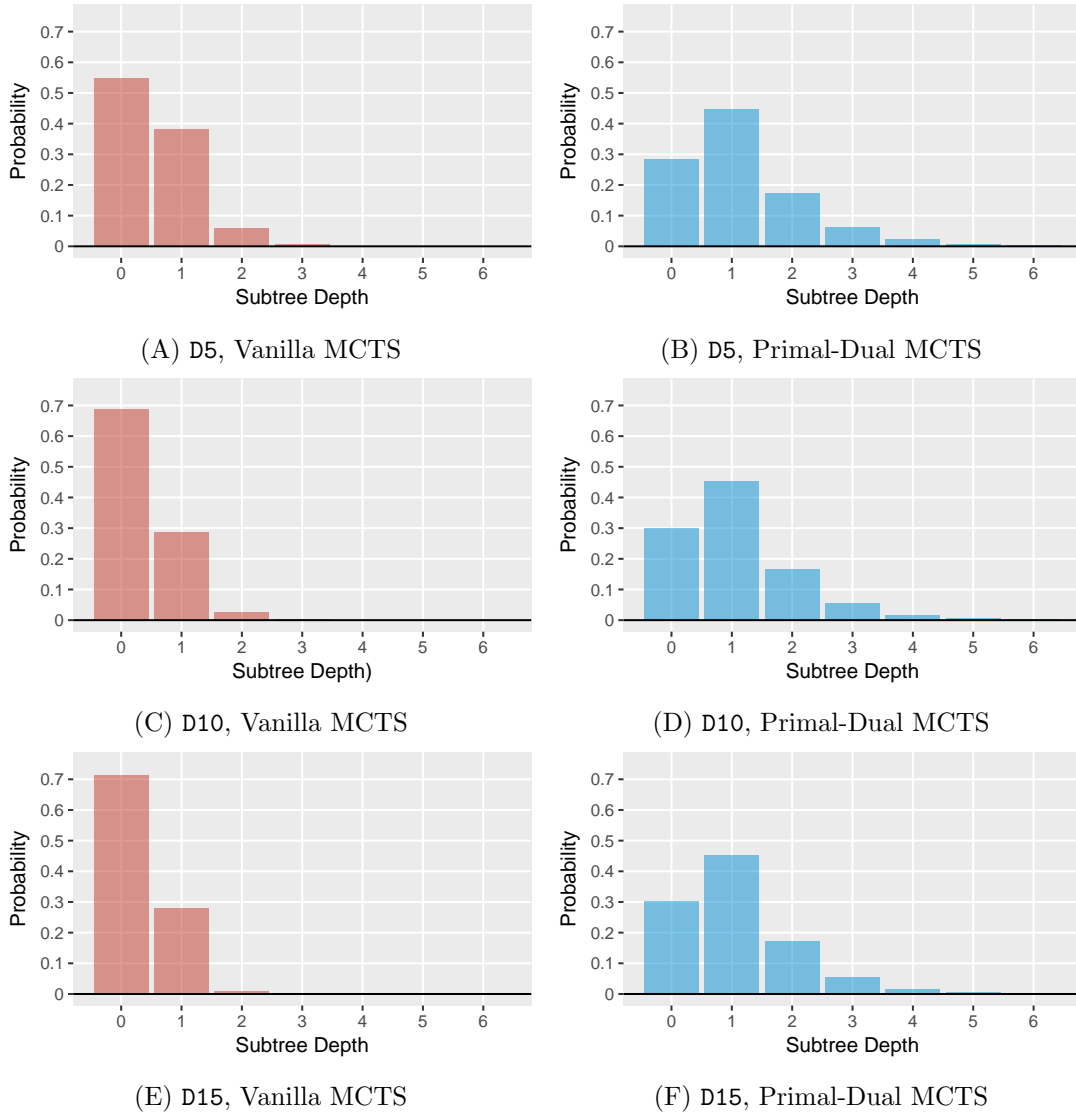 Probability
0.7
0.6
0.5
0.4
0.3
0.2
0.1
0
0 1 2 3 4 5 6
Subtree Depth
(A) D5, Vanilla MCTS
Probability
0.7
0.6
0.5
0.4
0.3
0.2
0.1
0
0 1 2 3 4 5 6
Subtree Depth
(B) D5, Primal-Dual MCTS
Probability
0.7
0.6
0.5
0.4
0.3
0.2
0.1
0
0 1 2 3 4 5 6
Subtree Depth)
(C) D10, Vanilla MCTS
Probability
0.7
0.6
0.5
0.4
0.3
0.2
0.1
0
0 1 2 3 4 5 6
Subtree Depth
(D) D10, Primal-Dual MCTS
Probability
0.7
0.6
0.5
0.4
0.3
0.2
0.1
0
0 1 2 3 4 5 6
Subtree Depth
(E) D15, Vanilla MCTS
Probability
0.7
0.6
0.5
0.4
0.3
0.2
0.1
0
0 1 2 3 4 5 6
Subtree Depth
(F) D15, Primal-Dual MCTS